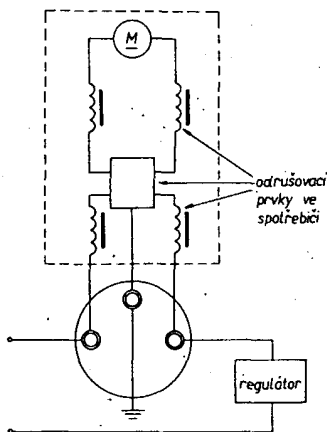 M
odrušovací
prvky ve
spotřebiči
regulátor